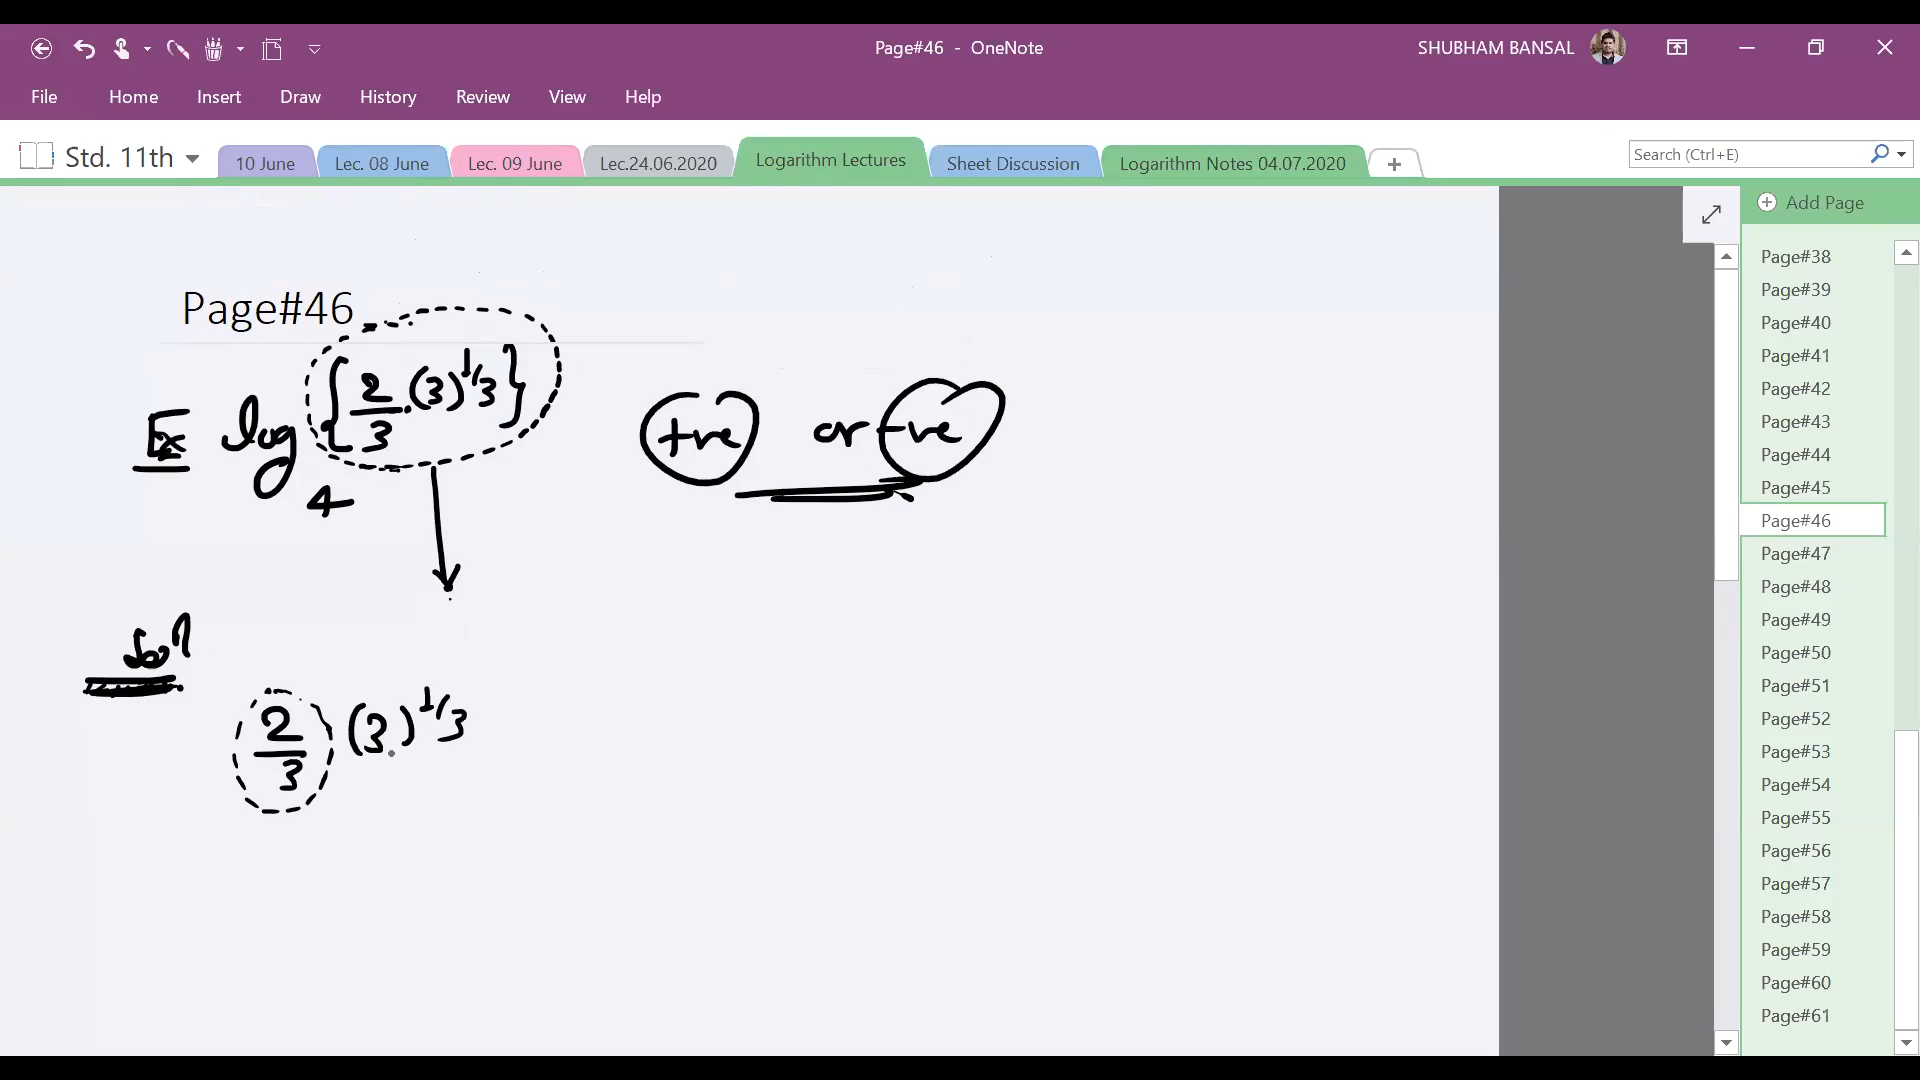 Page#46 - OneNote
SHUBHAM BANSAL
File Home Insert Draw History Review View Help
Std. 11th
10 June
Lec. 08 June
Lec. 09 June
Lec.24.06.2020
Logarithm Lectures
Sheet Discussion
Logarithm Notes 04.07.2020
+
Search (Ctrl+E)
Page#46
Ex log₄ {2/3 . (3)^1/3} +ve or -ve
Solⁿ
2/3 (3)^1/3
Add Page
Page#38
Page#39
Page#40
Page#41
Page#42
Page#43
Page#44
Page#45
Page#46
Page#47
Page#48
Page#49
Page#50
Page#51
Page#52
Page#53
Page#54
Page#55
Page#56
Page#57
Page#58
Page#59
Page#60
Page#61